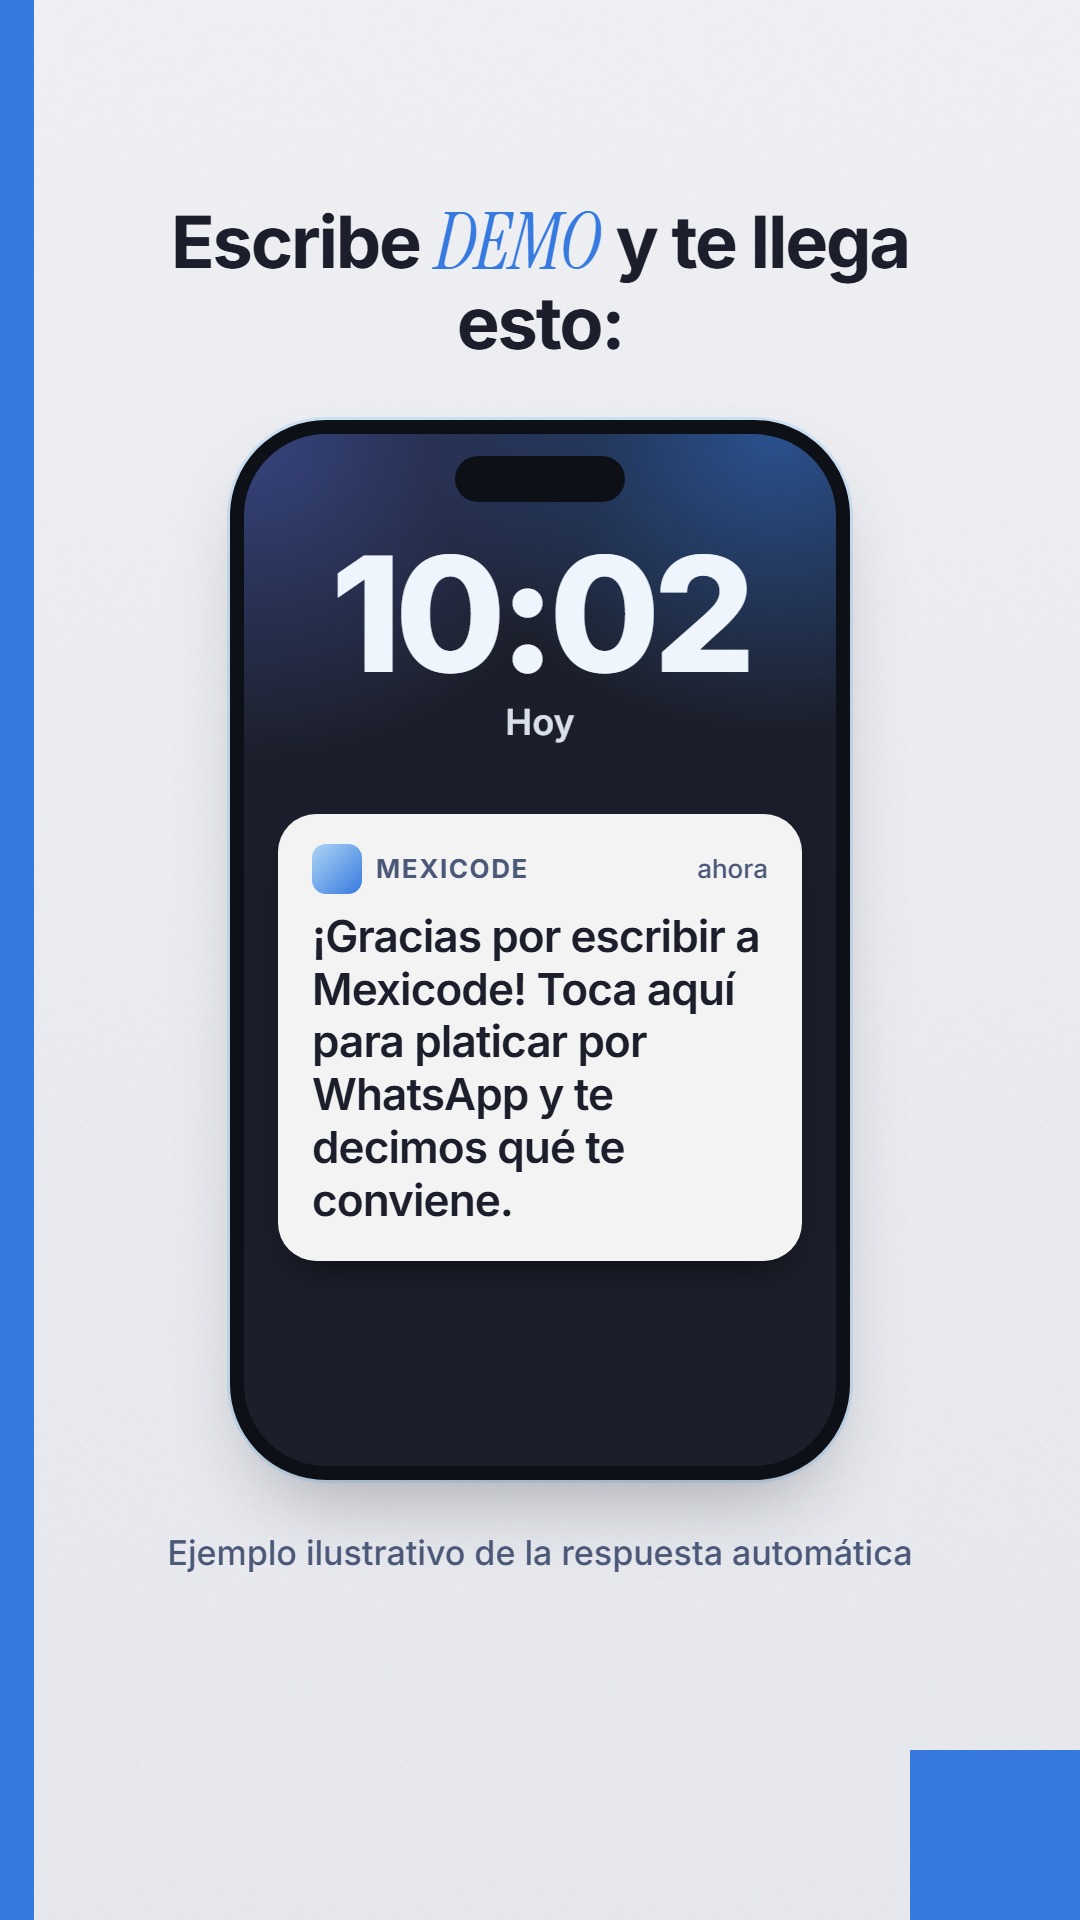 Escribe DEMO y te llega
esto:
10:02
Hoy
MEXICODE
ahora
¡Gracias por escribir a
Mexicode! Toca aquí
para platicar por
WhatsApp y te
decimos qué te
conviene.
Ejemplo ilustrativo de la respuesta automática